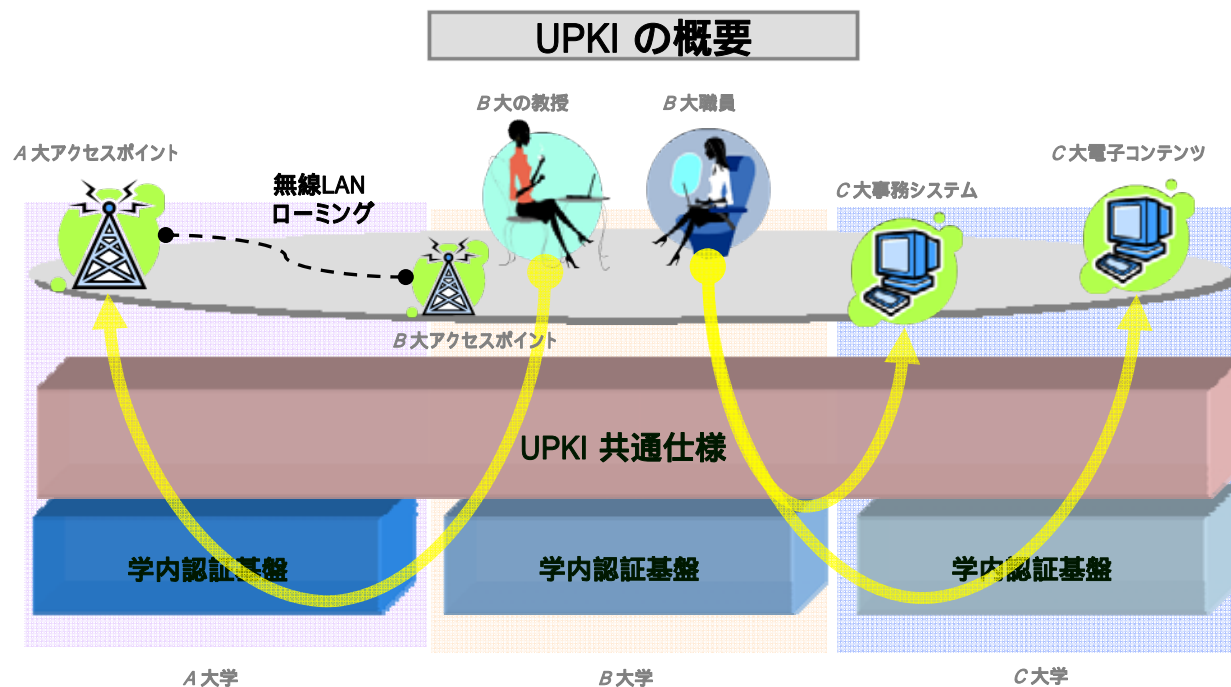 UPKI の概要
B 大の教授
B 大職員
A 大アクセスポイント
C 大電子コンテンツ
無線LAN
ローミング
C 大事務システム
B 大アクセスポイント
UPKI 共通仕様
学内認証基盤
学内認証基盤
学内認証基盤
A 大学
B 大学
C 大学